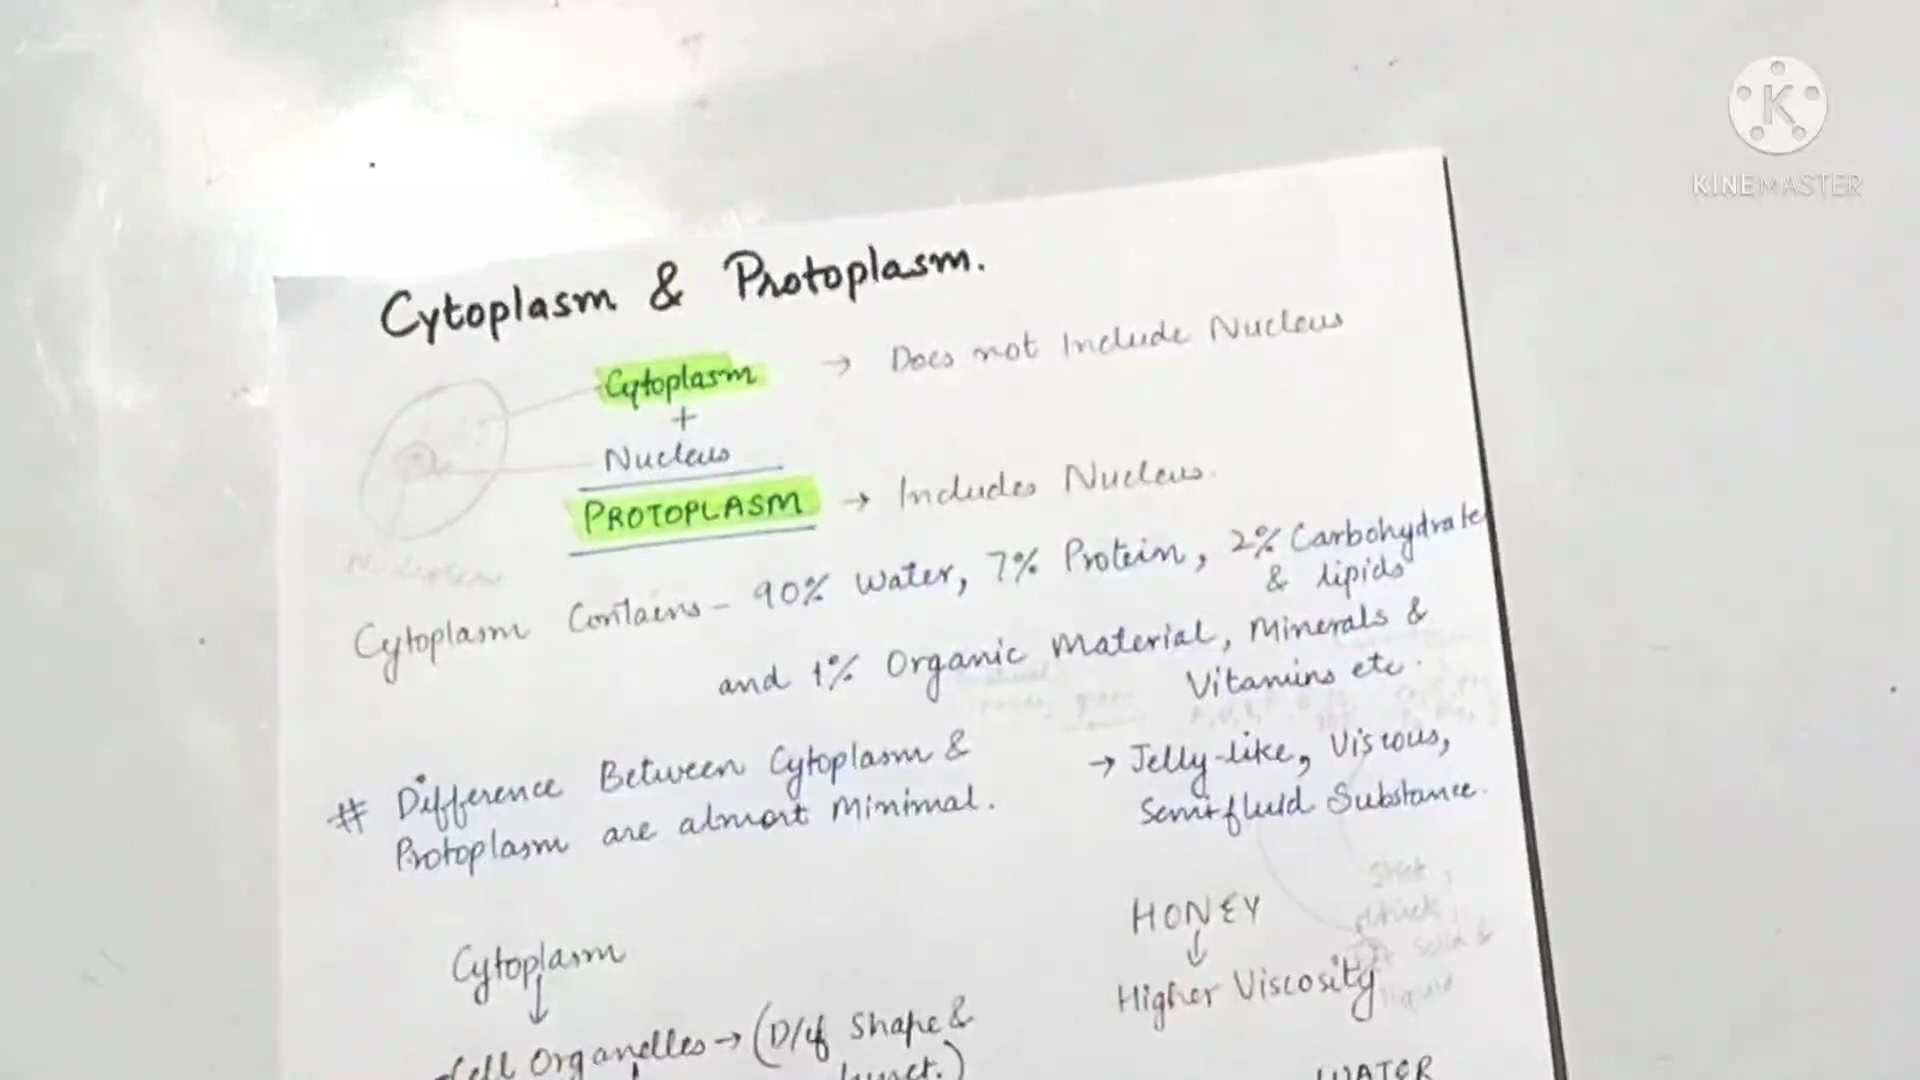 KINEMASTER
Cytoplasm & Protoplasm.
Cytoplasm → Does not Include Nucleus
+
Nucleus
PROTOPLASM → Includes Nucleus.
Cytoplasm Contains - 90% Water, 7% Protein, 2% Carbohydrate
& lipids
and 1% Organic Material, Minerals &
Vitamins etc.
# Difference Between Cytoplasm &
Protoplasm are almost Minimal.
→ Jelly-like, Viscous,
Semifluid Substance.
HONEY
↓
Higher Viscosity
WATER
Cytoplasm
↓
Cell Organelles → (D/f Shape &
funct.)